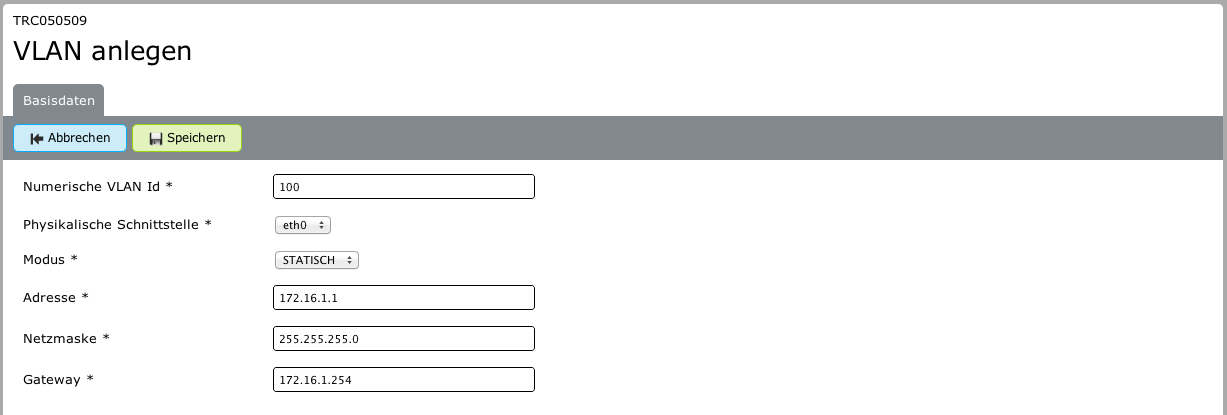 TRC050509
VLAN anlegen
Basisdaten
Abbrechen Speichern
Numerische VLAN Id * 100
Physikalische Schnittstelle * eth0
Modus * STATISCH
Adresse * 172.16.1.1
Netzmaske * 255.255.255.0
Gateway * 172.16.1.254